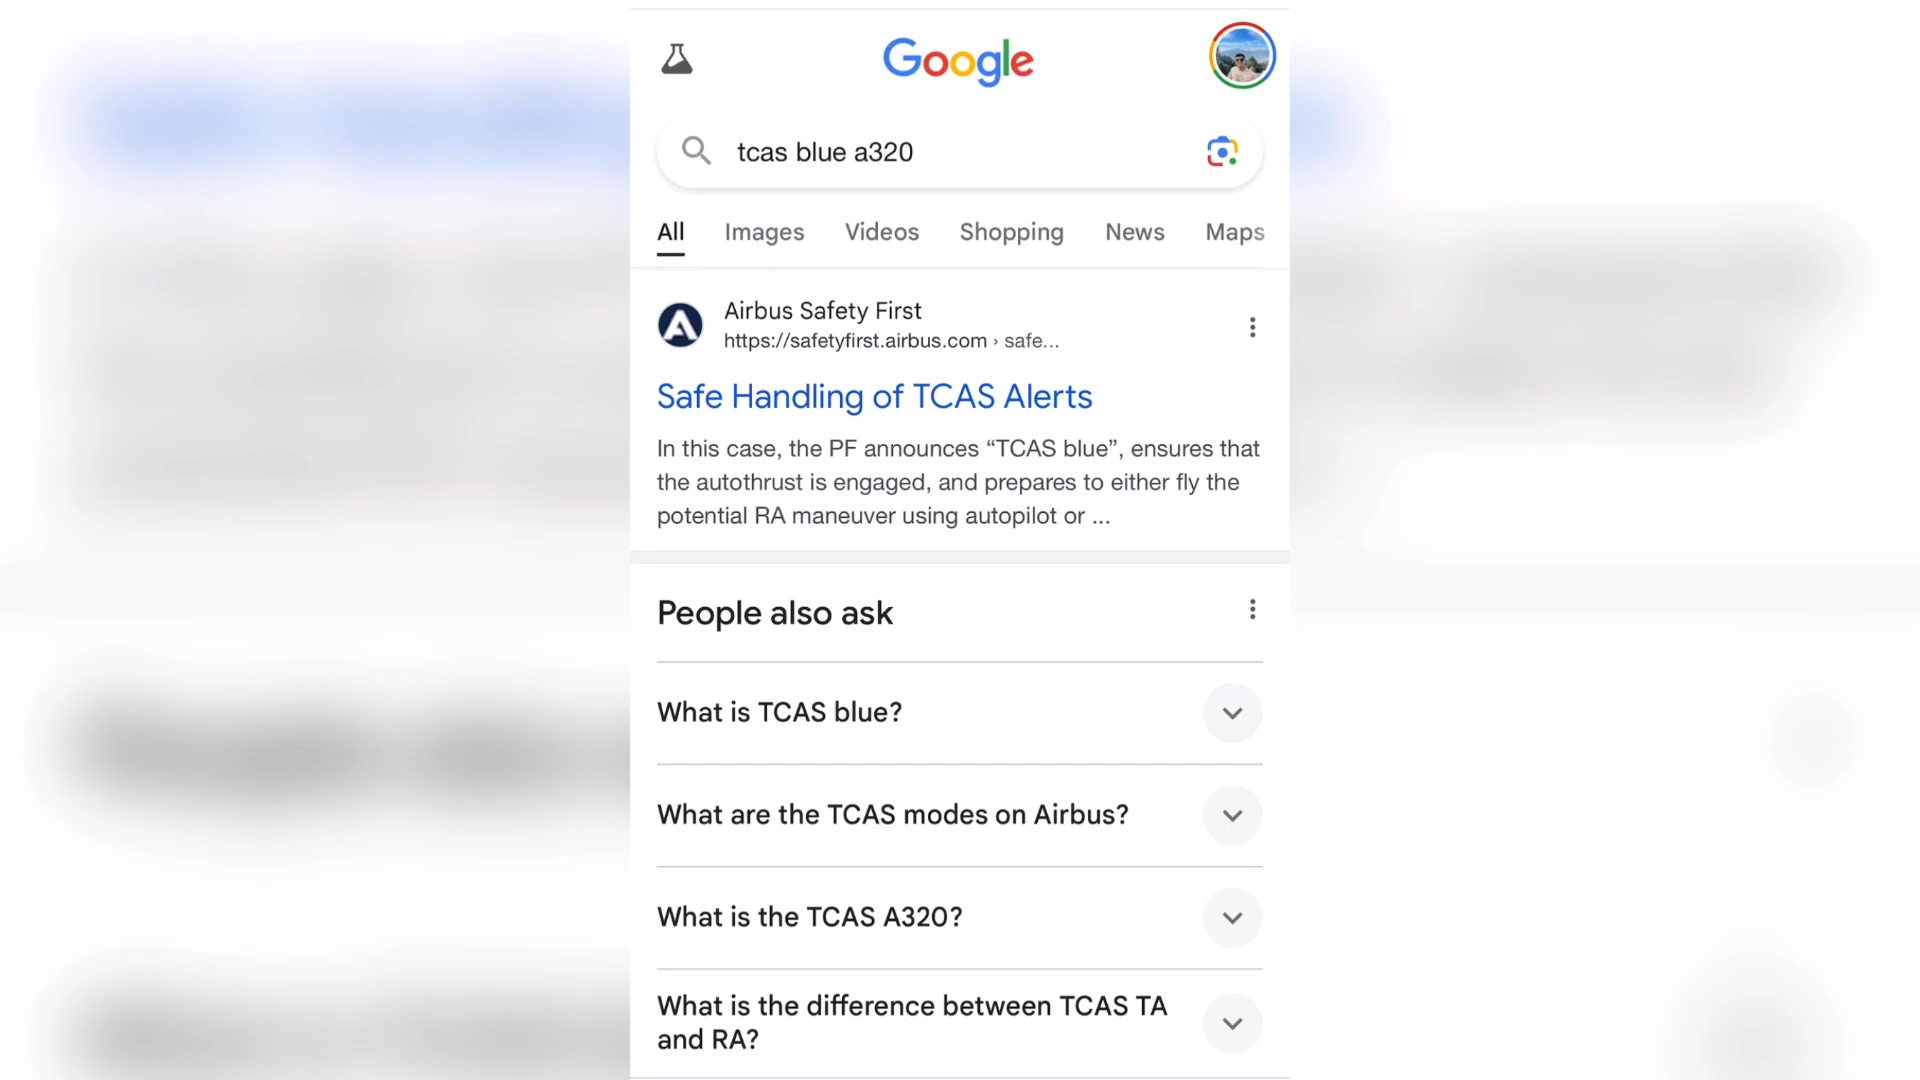 Google
tcas blue a320
All Images Videos Shopping News Maps
Airbus Safety First
https://safetyfirst.airbus.com › safe...
Safe Handling of TCAS Alerts
In this case, the PF announces “TCAS blue”, ensures that
the autothrust is engaged, and prepares to either fly the
potential RA maneuver using autopilot or ...
People also ask
What is TCAS blue?
What are the TCAS modes on Airbus?
What is the TCAS A320?
What is the difference between TCAS TA
and RA?